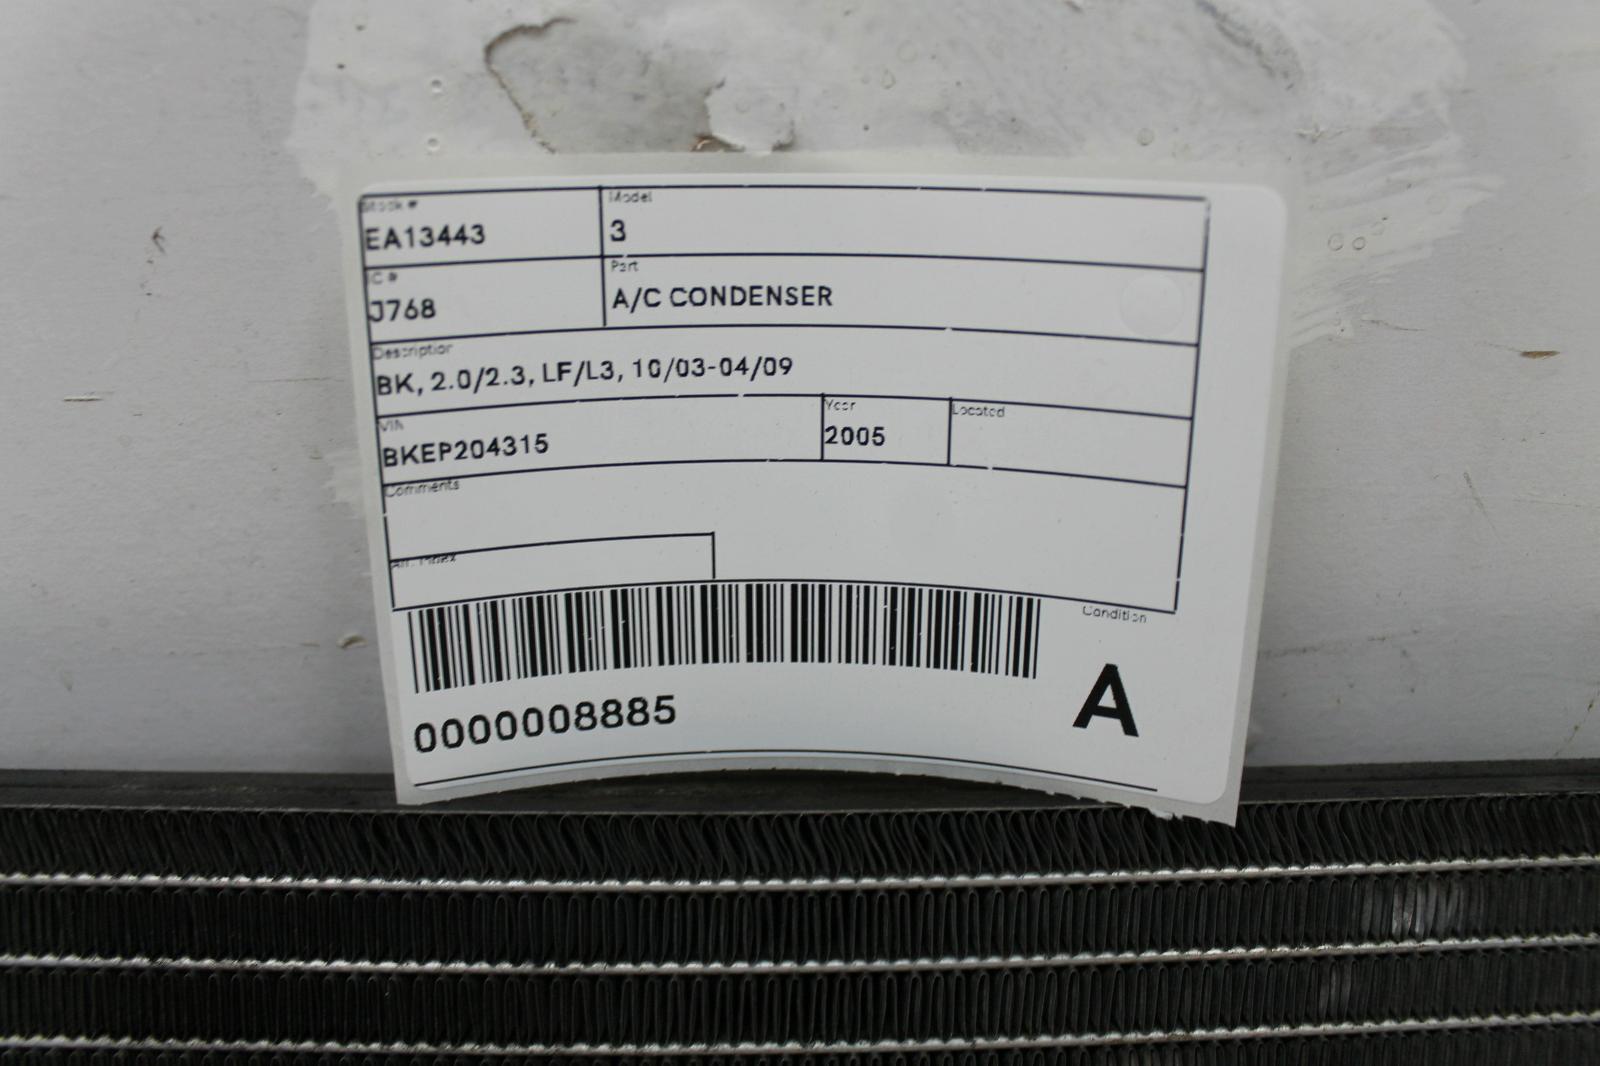 Stock #
Model
EA13443
3
IC #
Part
J768
A/C CONDENSER
Description
BK, 2.0/2.3, LF/L3, 10/03-04/09
VIN
Year
Located
BKEP204315
2005
Comments
Condition
A
0000008885